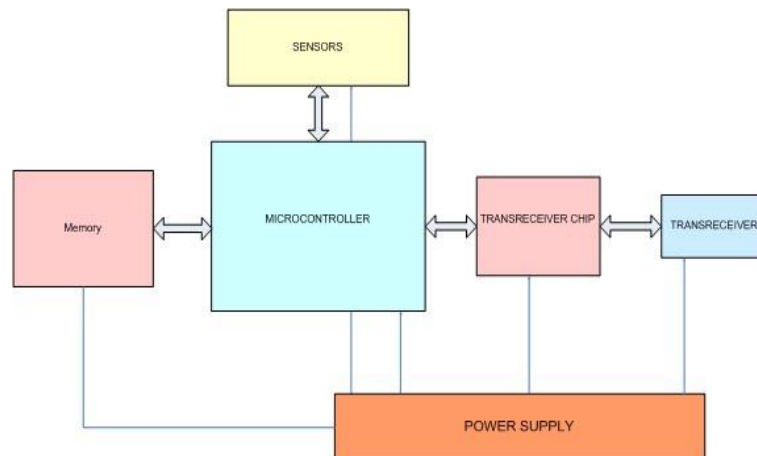 SENSORS
Memory
MICROCONTROLLER
TRANSRECEIVER CHIP
TRANSRECEIVER
POWER SUPPLY